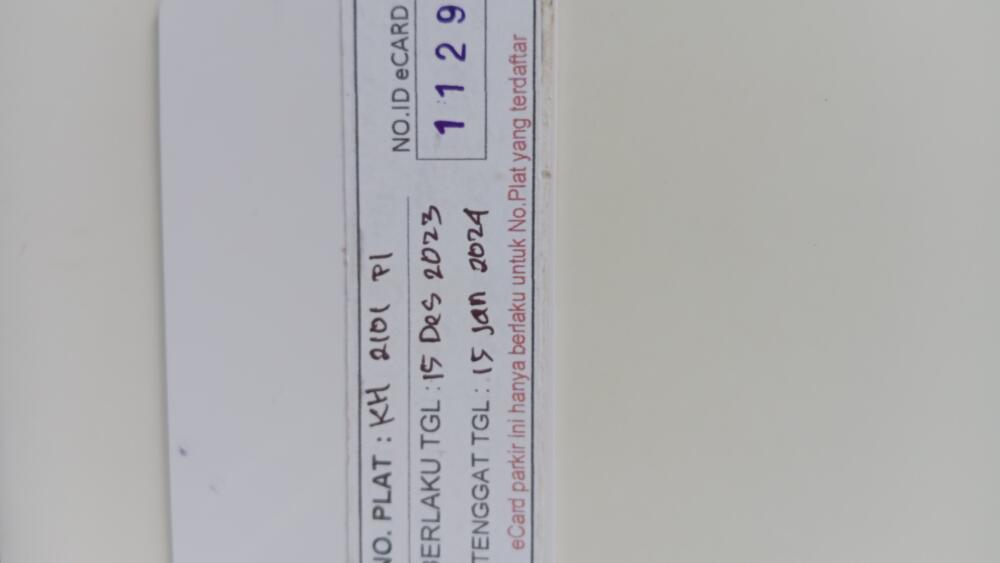 NO. PLAT : KH 2101 PI
NO.ID eCARD
BERLAKU TGL : 15 Des 2023
1129
TENGGAT TGL : 15 Jan 2024
eCard parkir ini hanya berlaku untuk No.Plat yang terdaftar